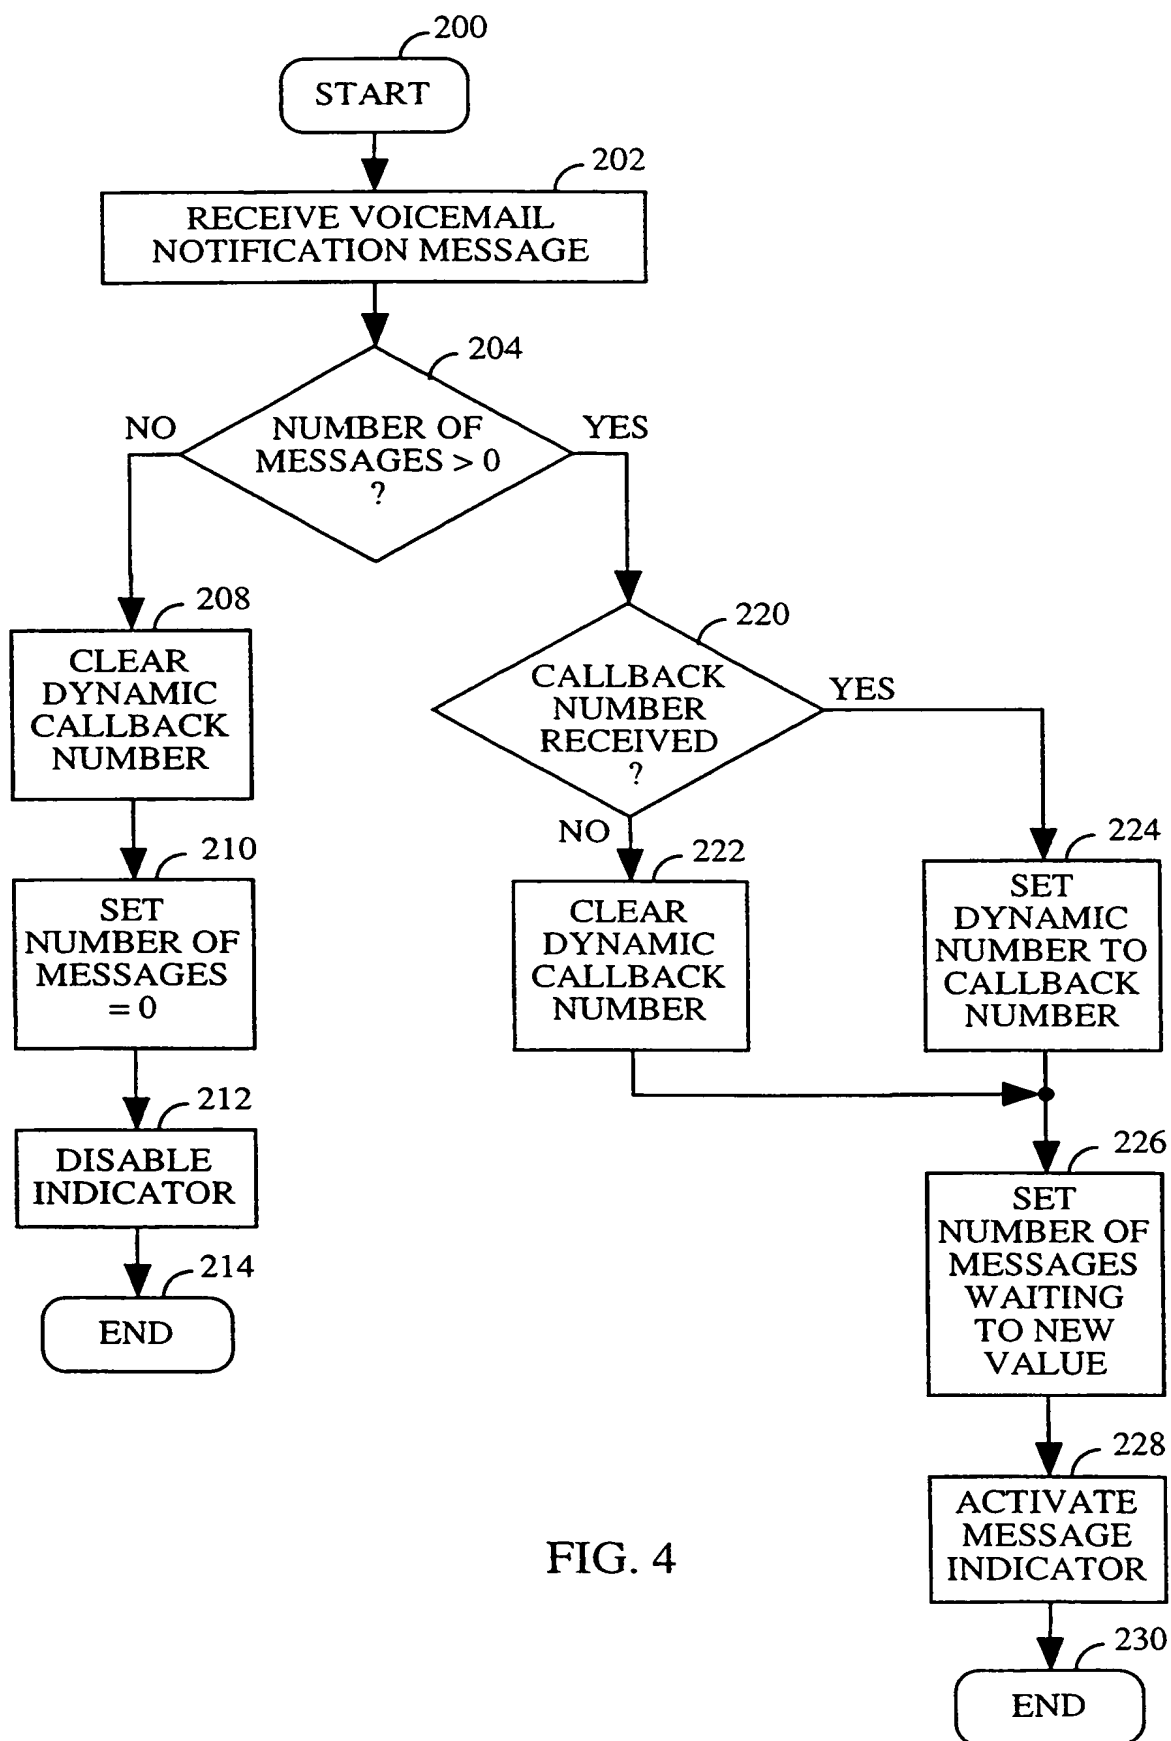 200
START
202
RECEIVE VOICEMAIL
NOTIFICATION MESSAGE
204
NO
NUMBER OF
MESSAGES > 0
?
YES
208
CLEAR
DYNAMIC
CALLBACK
NUMBER
220
CALLBACK
NUMBER
RECEIVED
?
YES
NO
210
SET
NUMBER OF
MESSAGES
= 0
222
CLEAR
DYNAMIC
CALLBACK
NUMBER
224
SET
DYNAMIC
NUMBER TO
CALLBACK
NUMBER
212
DISABLE
INDICATOR
214
END
226
SET
NUMBER OF
MESSAGES
WAITING
TO NEW
VALUE
228
ACTIVATE
MESSAGE
INDICATOR
230
END
FIG. 4